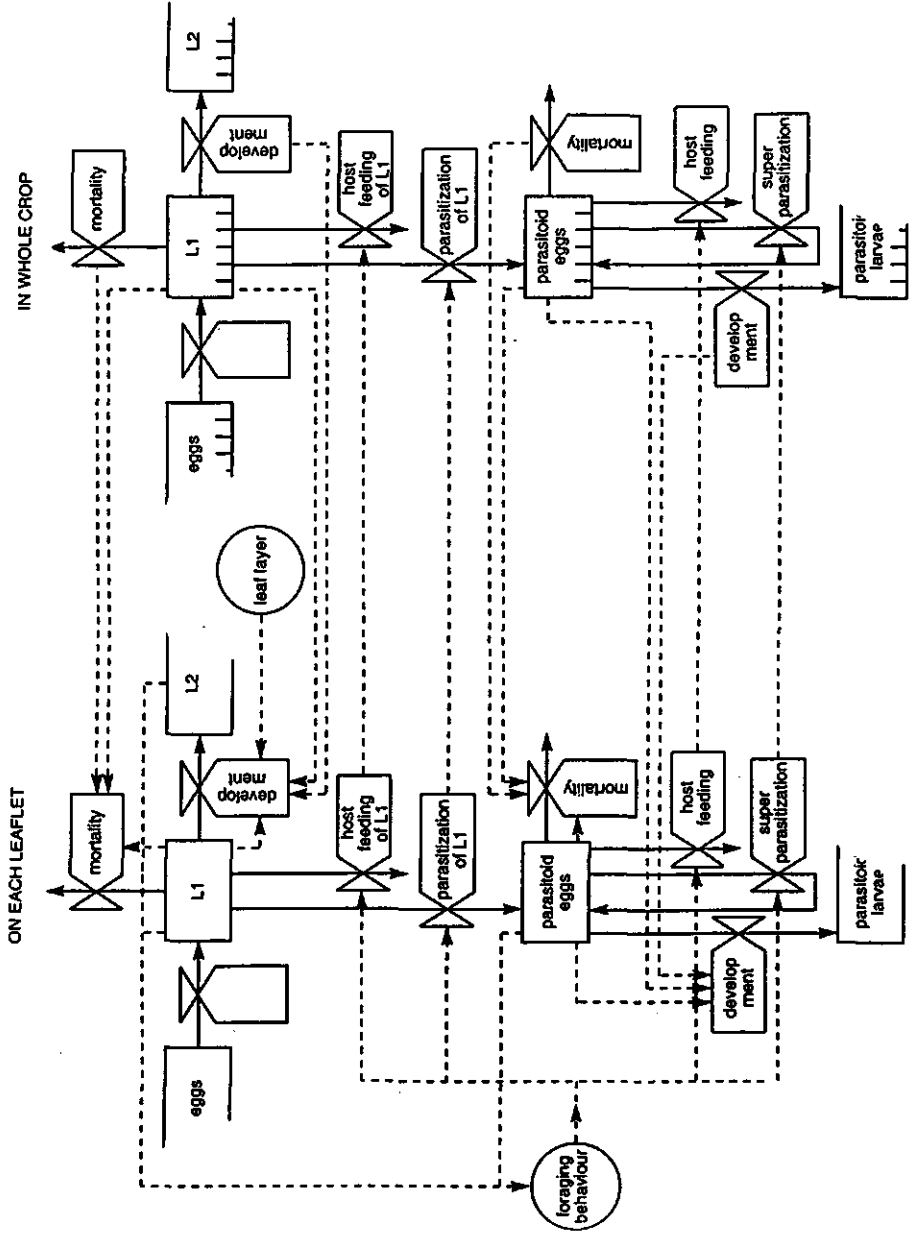 ON EACH LEAFLET
IN WHOLE CROP
eggs
L1
mortality
develop
ment
L2
leaf layer
host
feeding
of L1
parasitization
of L1
foraging
behaviour
parasitoid
eggs
mortality
develop
ment
host
feeding
super
parasitization
parasitoi
larvae
eggs
L1
mortality
develop
ment
L2
host
feeding
of L1
parasitization
of L1
parasitoid
eggs
mortality
develop
ment
host
feeding
super
parasitization
parasitoi
larvae